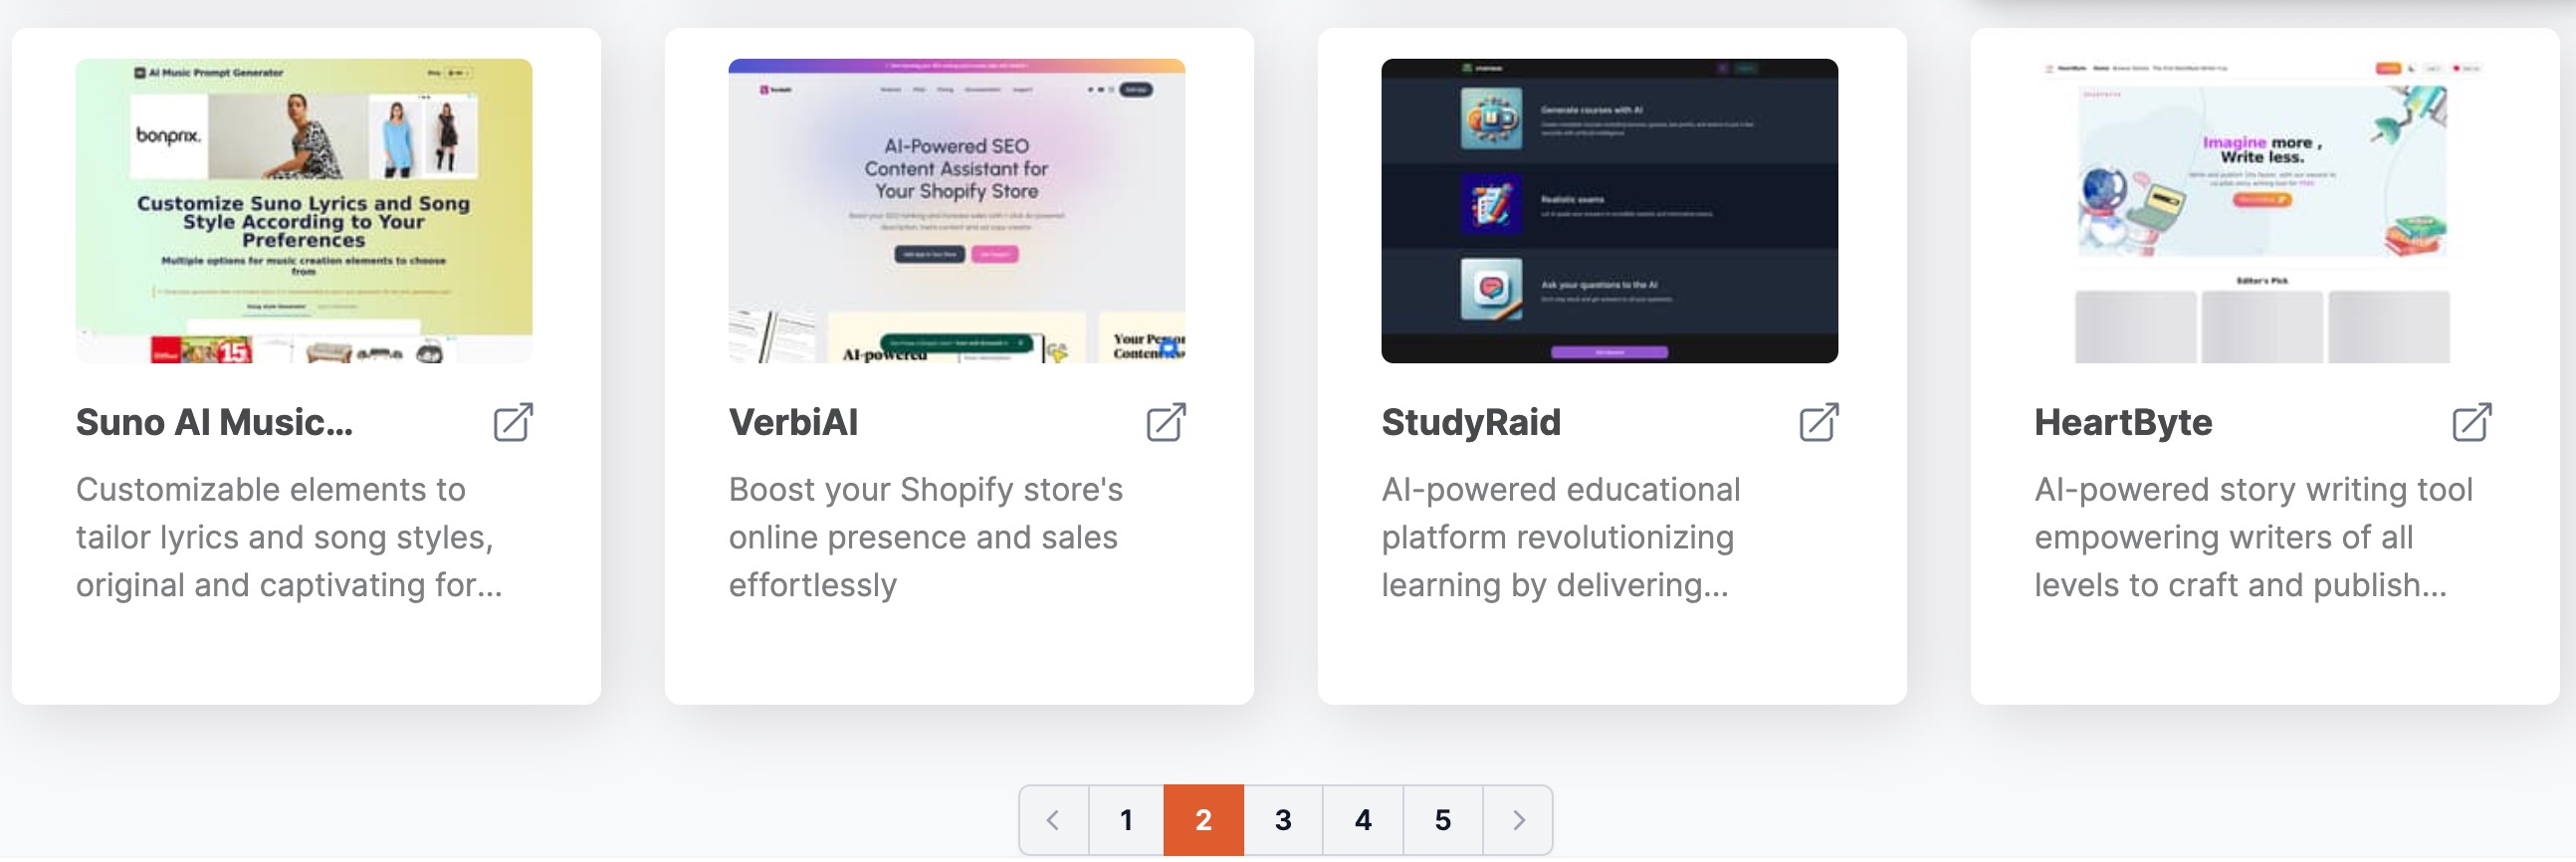 AI Music Prompt Generator
bonprix.
Customize Suno Lyrics and Song
Style According to Your
Preferences
Multiple options for music creation elements to choose
from
15
Suno AI Music...
Customizable elements to
tailor lyrics and song styles,
original and captivating for...
AI-Powered SEO
Content Assistant for
Your Shopify Store
AI-powered
VerbiAI
Boost your Shopify store's
online presence and sales
effortlessly
Generate courses with AI
Realistic exams
Ask your questions to the AI
StudyRaid
AI-powered educational
platform revolutionizing
learning by delivering...
Imagine more ,
Write less.
Editor's Pick
HeartByte
AI-powered story writing tool
empowering writers of all
levels to craft and publish...
1 2 3 4 5